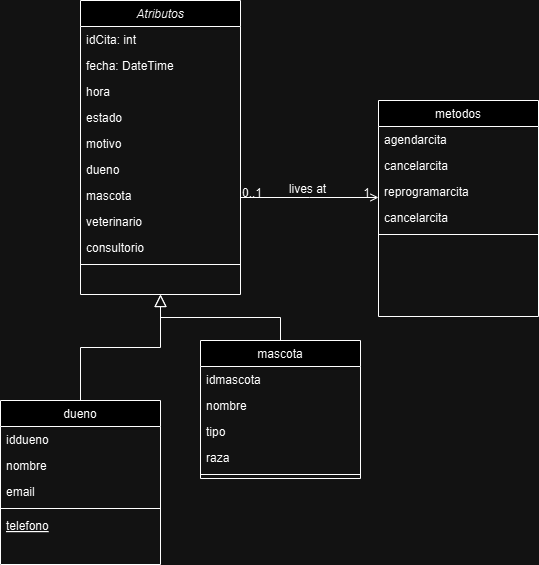 Atributos
idCita: int
fecha: DateTime
hora
estado
motivo
dueno
mascota
veterinario
consultorio
0..1
lives at
1
metodos
agendarcita
cancelarcita
reprogramarcita
cancelarcita
mascota
idmascota
nombre
tipo
raza
dueno
iddueno
nombre
email
telefono